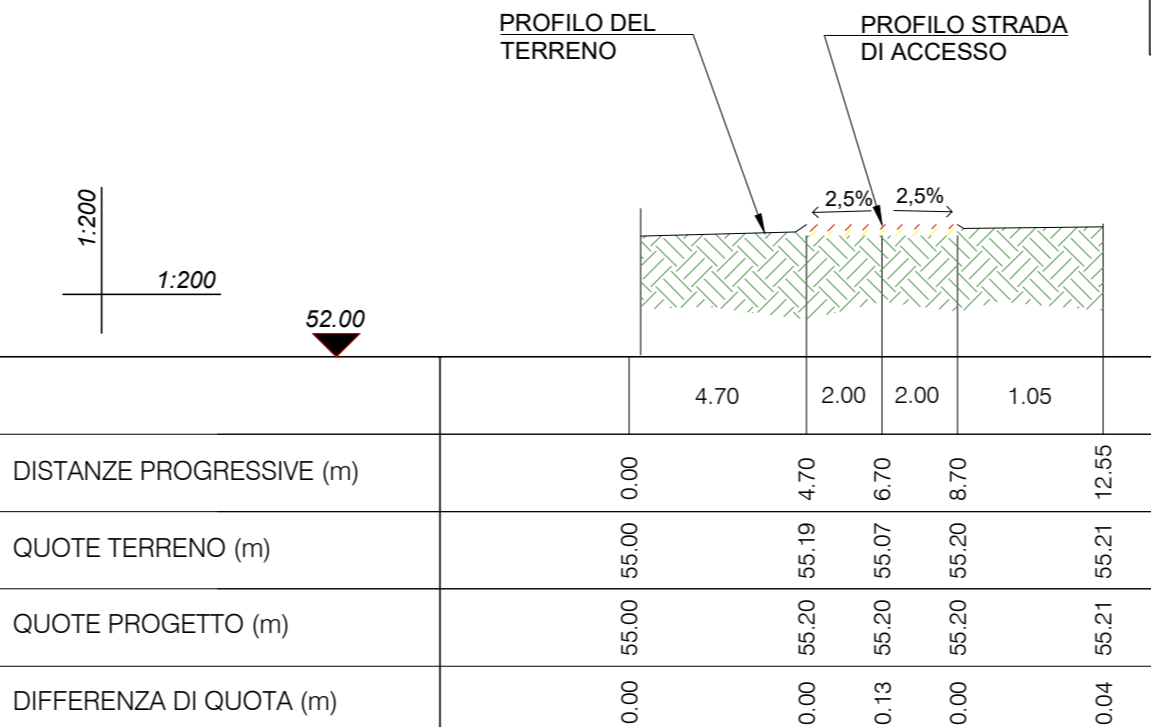 PROFILO DEL
TERRENO
PROFILO STRADA
DI ACCESSO
1:200
1:200
2,5% 2,5%
52.00
4.70 2.00 2.00 1.05
DISTANZE PROGRESSIVE (m) 0.00 4.70 6.70 8.70 12.55
QUOTE TERRENO (m) 55.00 55.19 55.07 55.20 55.21
QUOTE PROGETTO (m) 55.00 55.20 55.20 55.20 55.21
DIFFERENZA DI QUOTA (m) 0.00 0.00 0.13 0.00 0.04